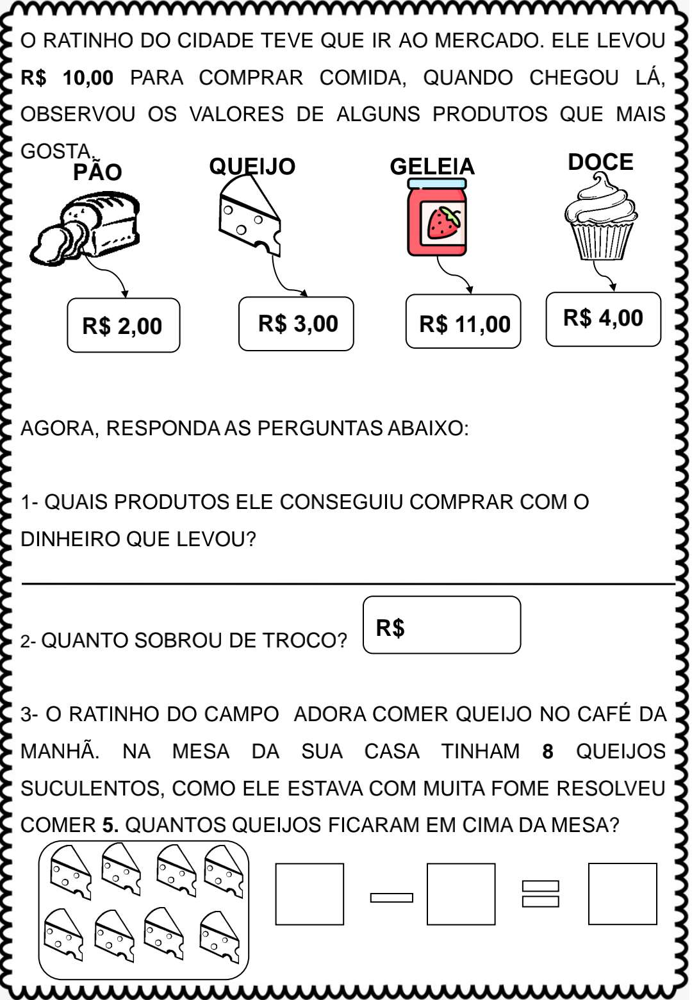 O RATINHO DO CIDADE TEVE QUE IR AO MERCADO. ELE LEVOU
R$ 10,00 PARA COMPRAR COMIDA, QUANDO CHEGOU LÁ,
OBSERVOU OS VALORES DE ALGUNS PRODUTOS QUE MAIS
GOSTA.
PÃO
QUEIJO
GELEIA
DOCE
R$ 2,00
R$ 3,00
R$ 11,00
R$ 4,00
AGORA, RESPONDA AS PERGUNTAS ABAIXO:
1- QUAIS PRODUTOS ELE CONSEGUIU COMPRAR COM O
DINHEIRO QUE LEVOU?
2- QUANTO SOBROU DE TROCO?
R$
3- O RATINHO DO CAMPO ADORA COMER QUEIJO NO CAFÉ DA
MANHÃ. NA MESA DA SUA CASA TINHAM 8 QUEIJOS
SUCULENTOS, COMO ELE ESTAVA COM MUITA FOME RESOLVEU
COMER 5. QUANTOS QUEIJOS FICARAM EM CIMA DA MESA?